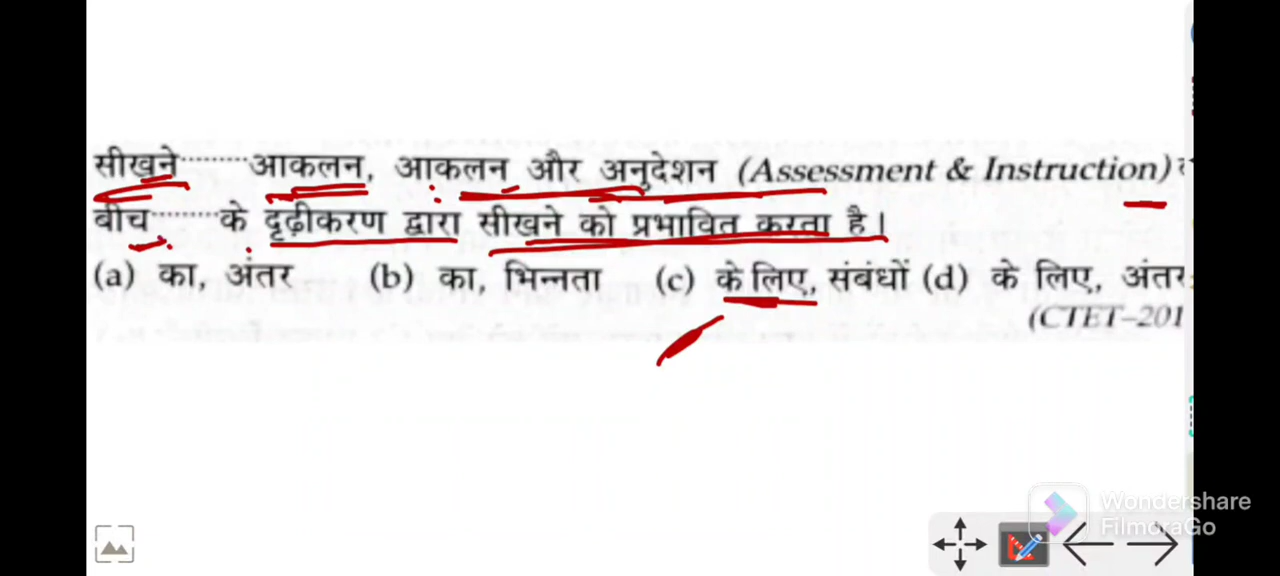 सीखने········आकलन, आकलन और अनुदेशन (Assessment & Instruction)
बीच········के दृढ़ीकरण द्वारा सीखने को प्रभावित करता है।
(a) का, अंतर (b) का, भिन्नता (c) के लिए, संबंधों (d) के लिए, अंतर
(CTET–201
Wondershare
FilmoraGo